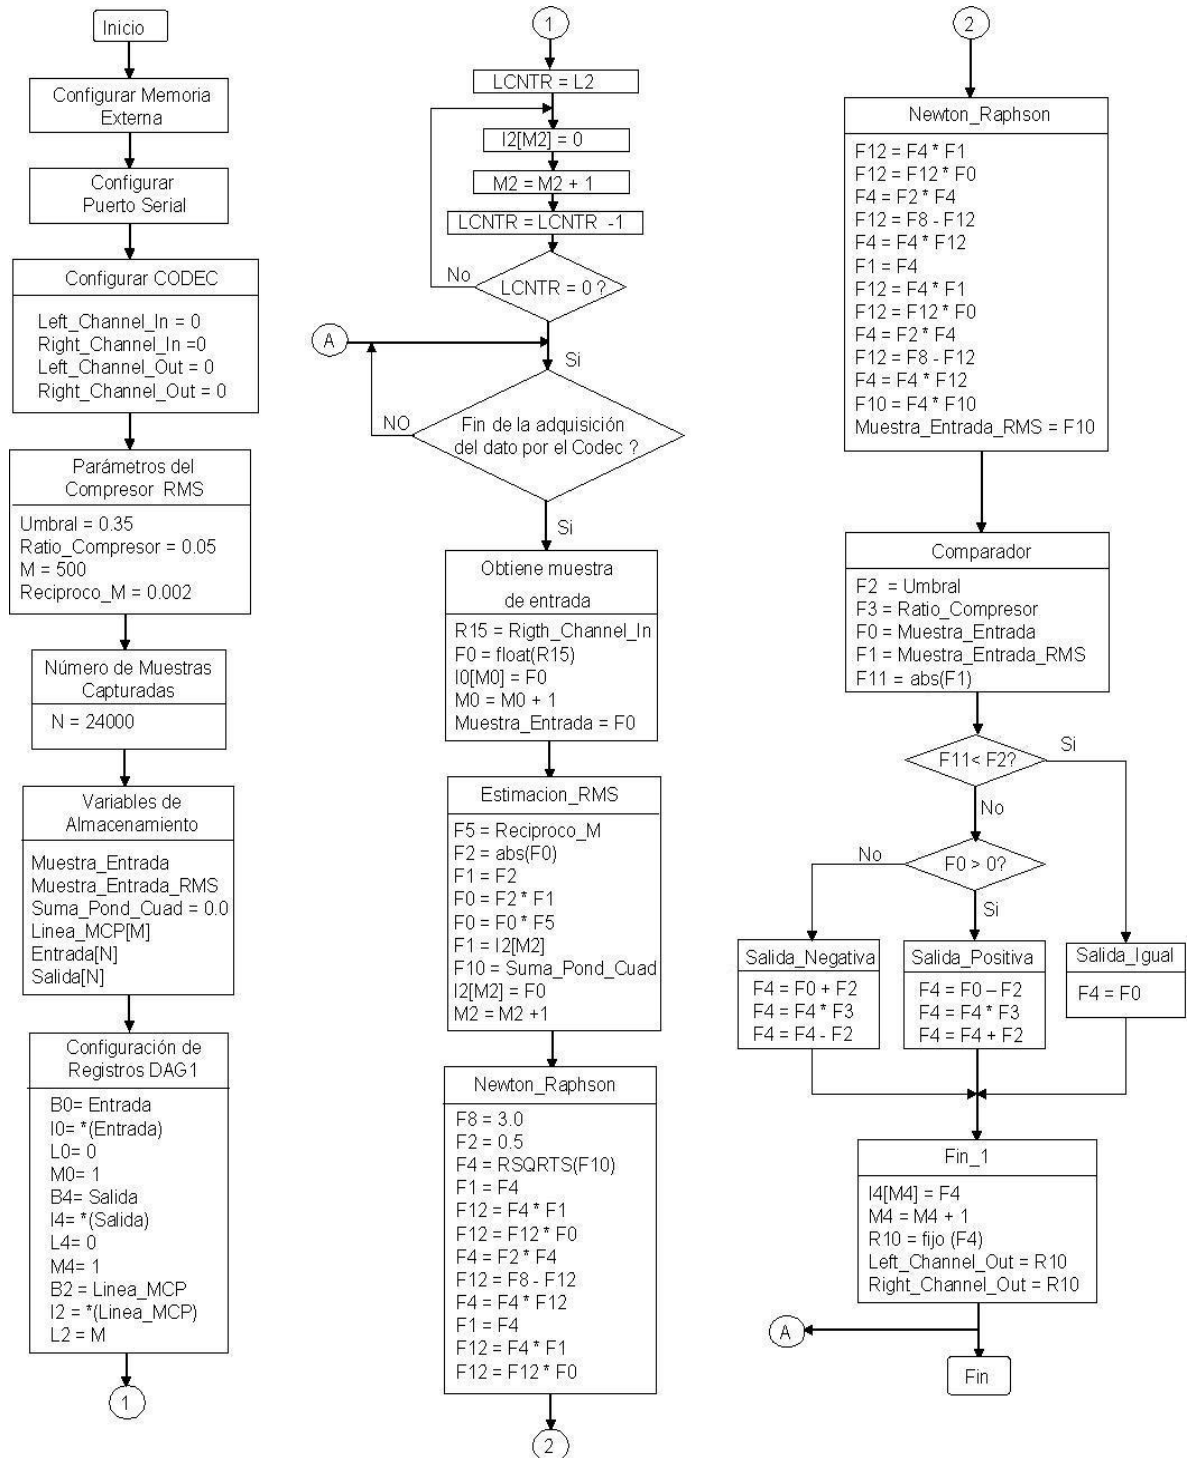 Inicio
Configurar Memoria
Externa
Configurar
Puerto Serial
Configurar CODEC
Left_Channel_In = 0
Right_Channel_In =0
Left_Channel_Out = 0
Right_Channel_Out = 0
Parámetros del
Compresor RMS
Umbral = 0.35
Ratio_Compresor = 0.05
M = 500
Reciproco_M = 0.002
Número de Muestras
Capturadas
N = 24000
Variables de
Almacenamiento
Muestra_Entrada
Muestra_Entrada_RMS
Suma_Pond_Cuad = 0.0
Linea_MCP[M]
Entrada[N]
Salida[N]
Configuración de
Registros DAG1
B0= Entrada
I0= *(Entrada)
L0= 0
M0= 1
B4= Salida
I4= *(Salida)
L4= 0
M4= 1
B2 = Linea_MCP
I2 = *(Linea_MCP)
L2 = M
1
1
LCNTR = L2
I2[M2] = 0
M2 = M2 + 1
LCNTR = LCNTR -1
No
LCNTR = 0 ?
A
Si
NO
Fin de la adquisición
del dato por el Codec ?
Si
Obtiene muestra
de entrada
R15 = Rigth_Channel_In
F0 = float(R15)
I0[M0] = F0
M0 = M0 + 1
Muestra_Entrada = F0
Estimacion_RMS
F5 = Reciproco_M
F2 = abs(F0)
F1 = F2
F0 = F2 * F1
F0 = F0 * F5
F1 = I2[M2]
F10 = Suma_Pond_Cuad
I2[M2] = F0
M2 = M2 +1
Newton_Raphson
F8 = 3.0
F2 = 0.5
F4 = RSQRTS(F10)
F1 = F4
F12 = F4 * F1
F12 = F12 * F0
F4 = F2 * F4
F12 = F8 - F12
F4 = F4 * F12
F1 = F4
F12 = F4 * F1
F12 = F12 * F0
2
2
Newton_Raphson
F12 = F4 * F1
F12 = F12 * F0
F4 = F2 * F4
F12 = F8 - F12
F4 = F4 * F12
F1 = F4
F12 = F4 * F1
F12 = F12 * F0
F4 = F2 * F4
F12 = F8 - F12
F4 = F4 * F12
F10 = F4 * F10
Muestra_Entrada_RMS = F10
Comparador
F2 = Umbral
F3 = Ratio_Compresor
F0 = Muestra_Entrada
F1 = Muestra_Entrada_RMS
F11 = abs(F1)
F11< F2?
Si
No
No
F0 > 0?
Si
Salida_Negativa
F4 = F0 + F2
F4 = F4 * F3
F4 = F4 - F2
Salida_Positiva
F4 = F0 – F2
F4 = F4 * F3
F4 = F4 + F2
Salida_Igual
F4 = F0
Fin_1
I4[M4] = F4
M4 = M4 + 1
R10 = fijo (F4)
Left_Channel_Out = R10
Right_Channel_Out = R10
A
Fin